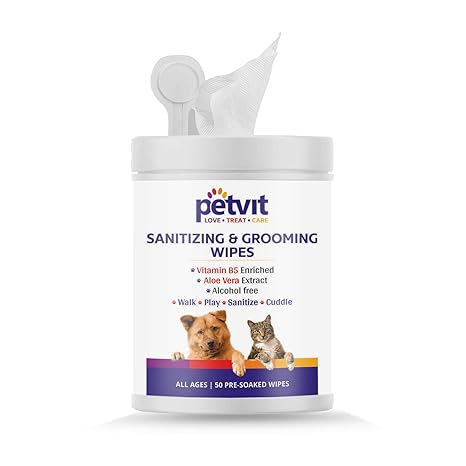 petvit
LOVE • TREAT • CARE
SANITIZING & GROOMING
WIPES
Vitamin B5 Enriched
Aloe Vera Extract
Alcohol free
Walk Play Sanitize Cuddle
ALL AGES | 50 PRE-SOAKED WIPES